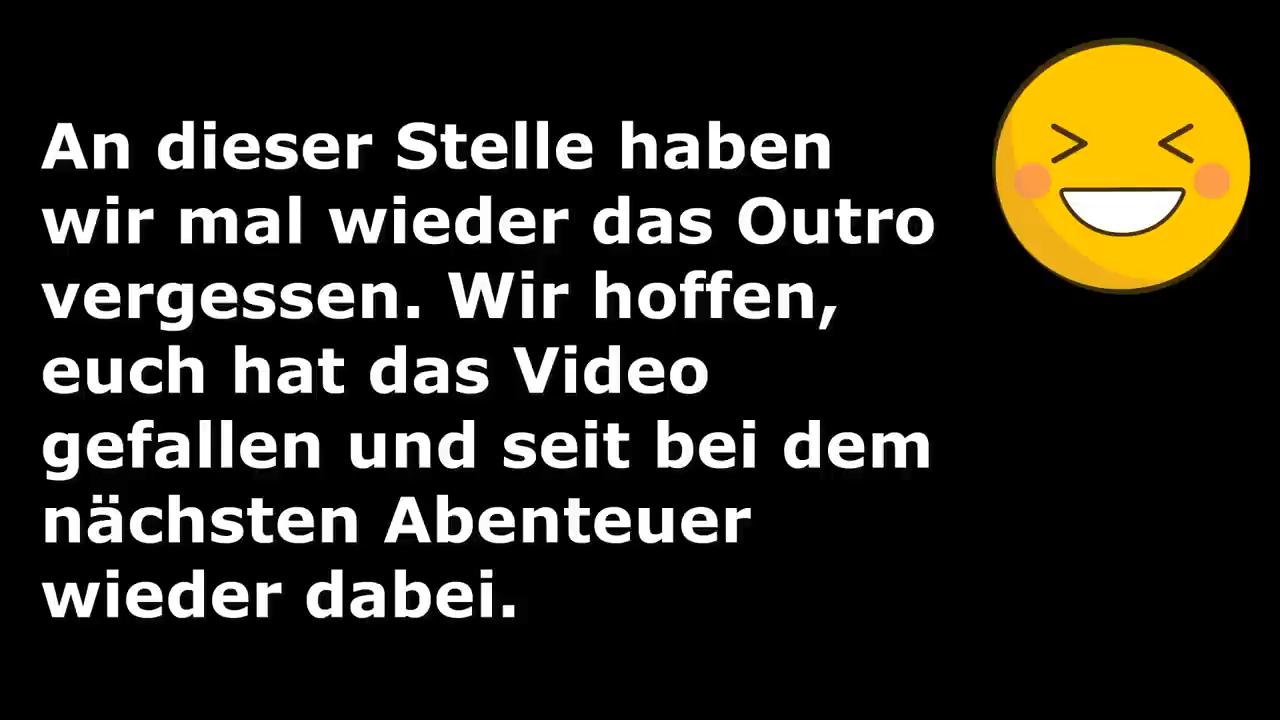 An dieser Stelle haben
wir mal wieder das Outro
vergessen. Wir hoffen,
euch hat das Video
gefallen und seit bei dem
nächsten Abenteuer
wieder dabei.